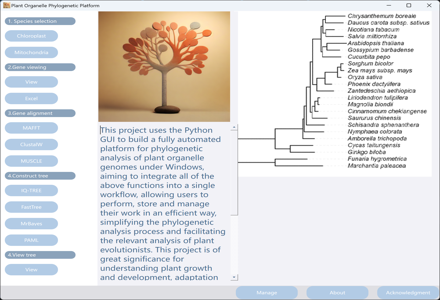 Plant Organelle Phylogenetic Platform
1. Species selection
Chloroplast
Mitochondria
2.Gene viewing
View
Excel
3.Gene alignment
MAFFT
ClustalW
MUSCLE
4.Construct tree
IQ-TREE
FastTree
MrBayes
RAxML
4.View tree
View
This project uses the Python
GUI to build a fully automated
platform for phylogenetic
analysis of plant organelle
genomes under Windows,
aiming to integrate all of the
above functions into a single
workflow, allowing users to
perform, store and manage
their work in an efficient way,
simplifying the phylogenetic
analysis process and facilitating
the relevant analysis of plant
evolutionists. This project is of
great significance for
understanding plant growth
and development, adaptation
Chrysanthemum boreale
Daucus carota subsp. sativus
Nicotiana tabacum
Salvia miltiorrhiza
Arabidopsis thaliana
Gossypium barbadense
Cucurbita pepo
Sorghum bicolor
Zea mays subsp. mays
Oryza sativa
Phoenix dactylifera
Zantedeschia aethiopica
Liriodendron tulipifera
Magnolia biondii
Cinnamomum chekiangense
Saururus chinensis
Schisandra sphenanthera
Nymphaea colorata
Amborella trichopoda
Cycas taitungensis
Ginkgo biloba
Funaria hygrometrica
Marchantia paleacea
Manage
About
Acknowledgment